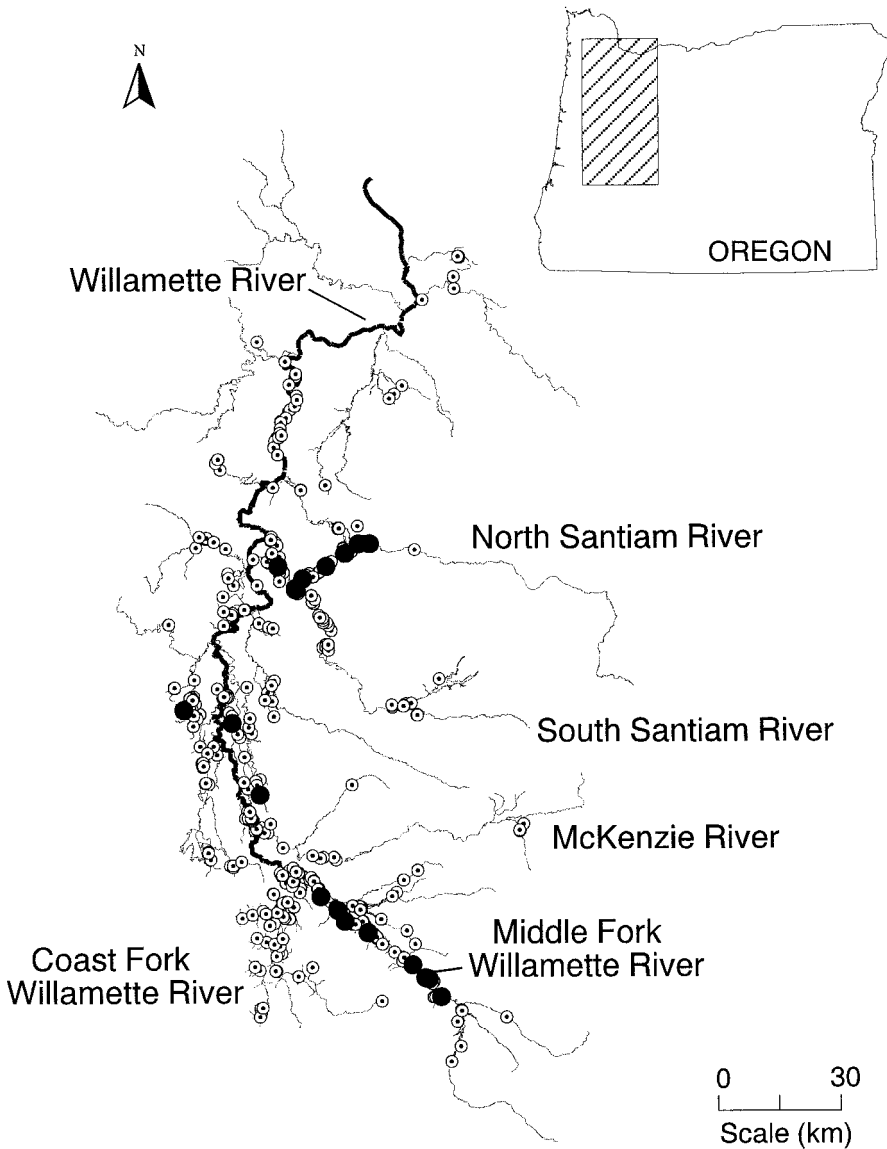 N
OREGON
Willamette River
North Santiam River
South Santiam River
McKenzie River
Middle Fork
Willamette River
Coast Fork
Willamette River
0 30
Scale (km)